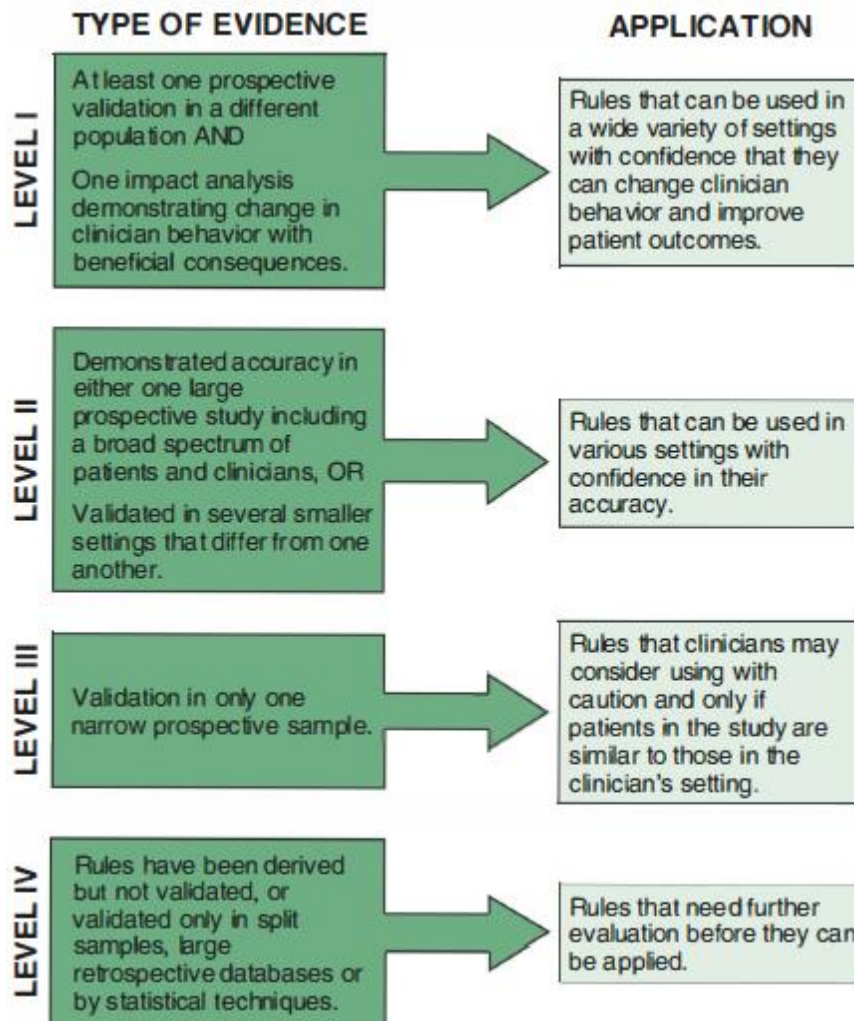 TYPE OF EVIDENCE
APPLICATION
LEVEL I
At least one prospective
validation in a different
population AND
One impact analysis
demonstrating change in
clinician behavior with
beneficial consequences.
Rules that can be used in
a wide variety of settings
with confidence that they
can change clinician
behavior and improve
patient outcomes.
LEVEL II
Demonstrated accuracy in
either one large
prospective study including
a broad spectrum of
patients and clinicians, OR
Validated in several smaller
settings that differ from one
another.
Rules that can be used in
various settings with
confidence in their
accuracy.
LEVEL III
Validation in only one
narrow prospective sample.
Rules that clinicians may
consider using with
caution and only if
patients in the study are
similar to those in the
clinician's setting.
LEVEL IV
Rules have been derived
but not validated, or
validated only in split
samples, large
retrospective databases or
by statistical techniques.
Rules that need further
evaluation before they can
be applied.